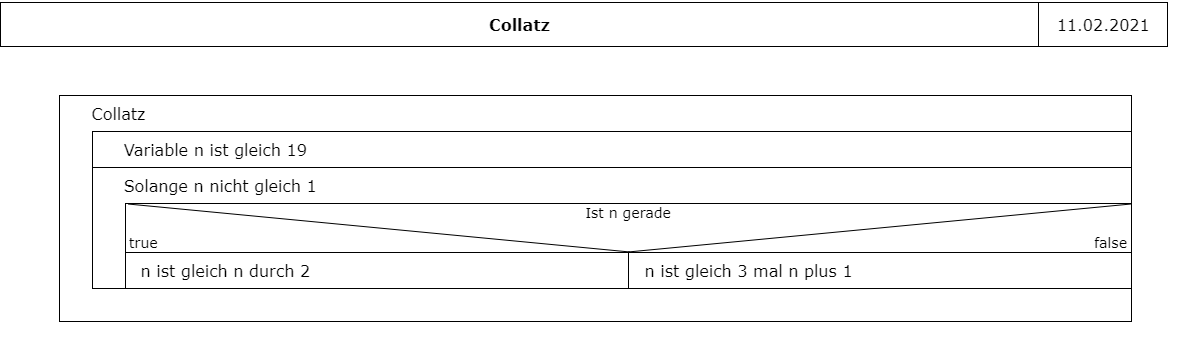 Collatz
11.02.2021
Collatz
Variable n ist gleich 19
Solange n nicht gleich 1
Ist n gerade
true
false
n ist gleich n durch 2
n ist gleich 3 mal n plus 1